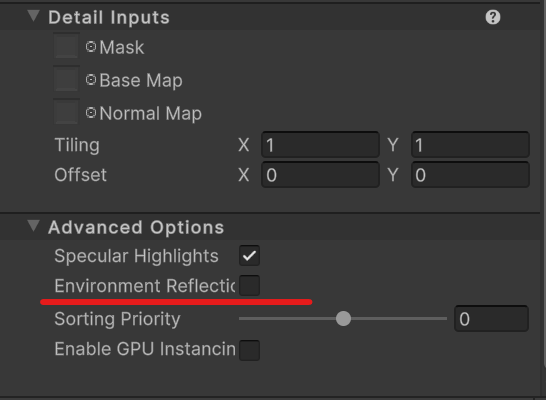 Detail Inputs
Mask
Base Map
Normal Map
Tiling X 1 Y 1
Offset X 0 Y 0
Advanced Options
Specular Highlights
Environment Reflectic
Sorting Priority 0
Enable GPU Instancin